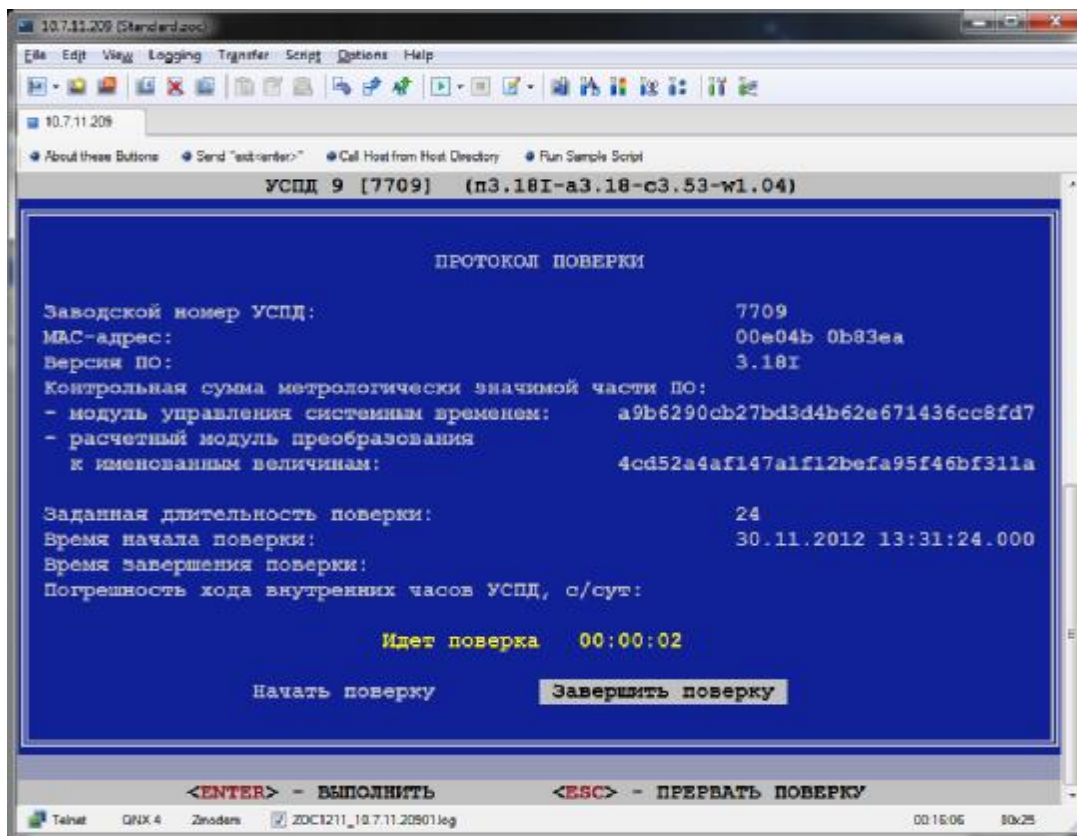 10.7.11.209 (Standard.zoc)
File Edit View Logging Transfer Script Options Help
10.7.11.209
About these Buttons Send "exit<enter>" Call Host from Host Directory Run Sample Script
УСПД 9 [7709] (п3.18I-а3.18-с3.53-w1.04)
ПРОТОКОЛ ПОВЕРКИ
Заводской номер УСПД: 7709
МАС-адрес: 00e04b 0b83ea
Версия ПО: 3.18I
Контрольная сумма метрологически значимой части ПО:
- модуль управления системным временем: a9b6290cb27bd3d4b62e671436cc8fd7
- расчетный модуль преобразования
к именованным величинам: 4cd52a4af147a1f12befa95f46bf311a
Заданная длительность поверки: 24
Время начала поверки: 30.11.2012 13:31:24.000
Время завершения поверки:
Погрешность хода внутренних часов УСПД, с/сут:
Идет поверка 00:00:02
Начать поверку Завершить поверку
<ENTER> - ВЫПОЛНИТЬ <ESC> - ПРЕРВАТЬ ПОВЕРКУ
Telnet QNX 4 Zmodem ZOC1211_10.7.11.20901.log 00:16:06 80x25